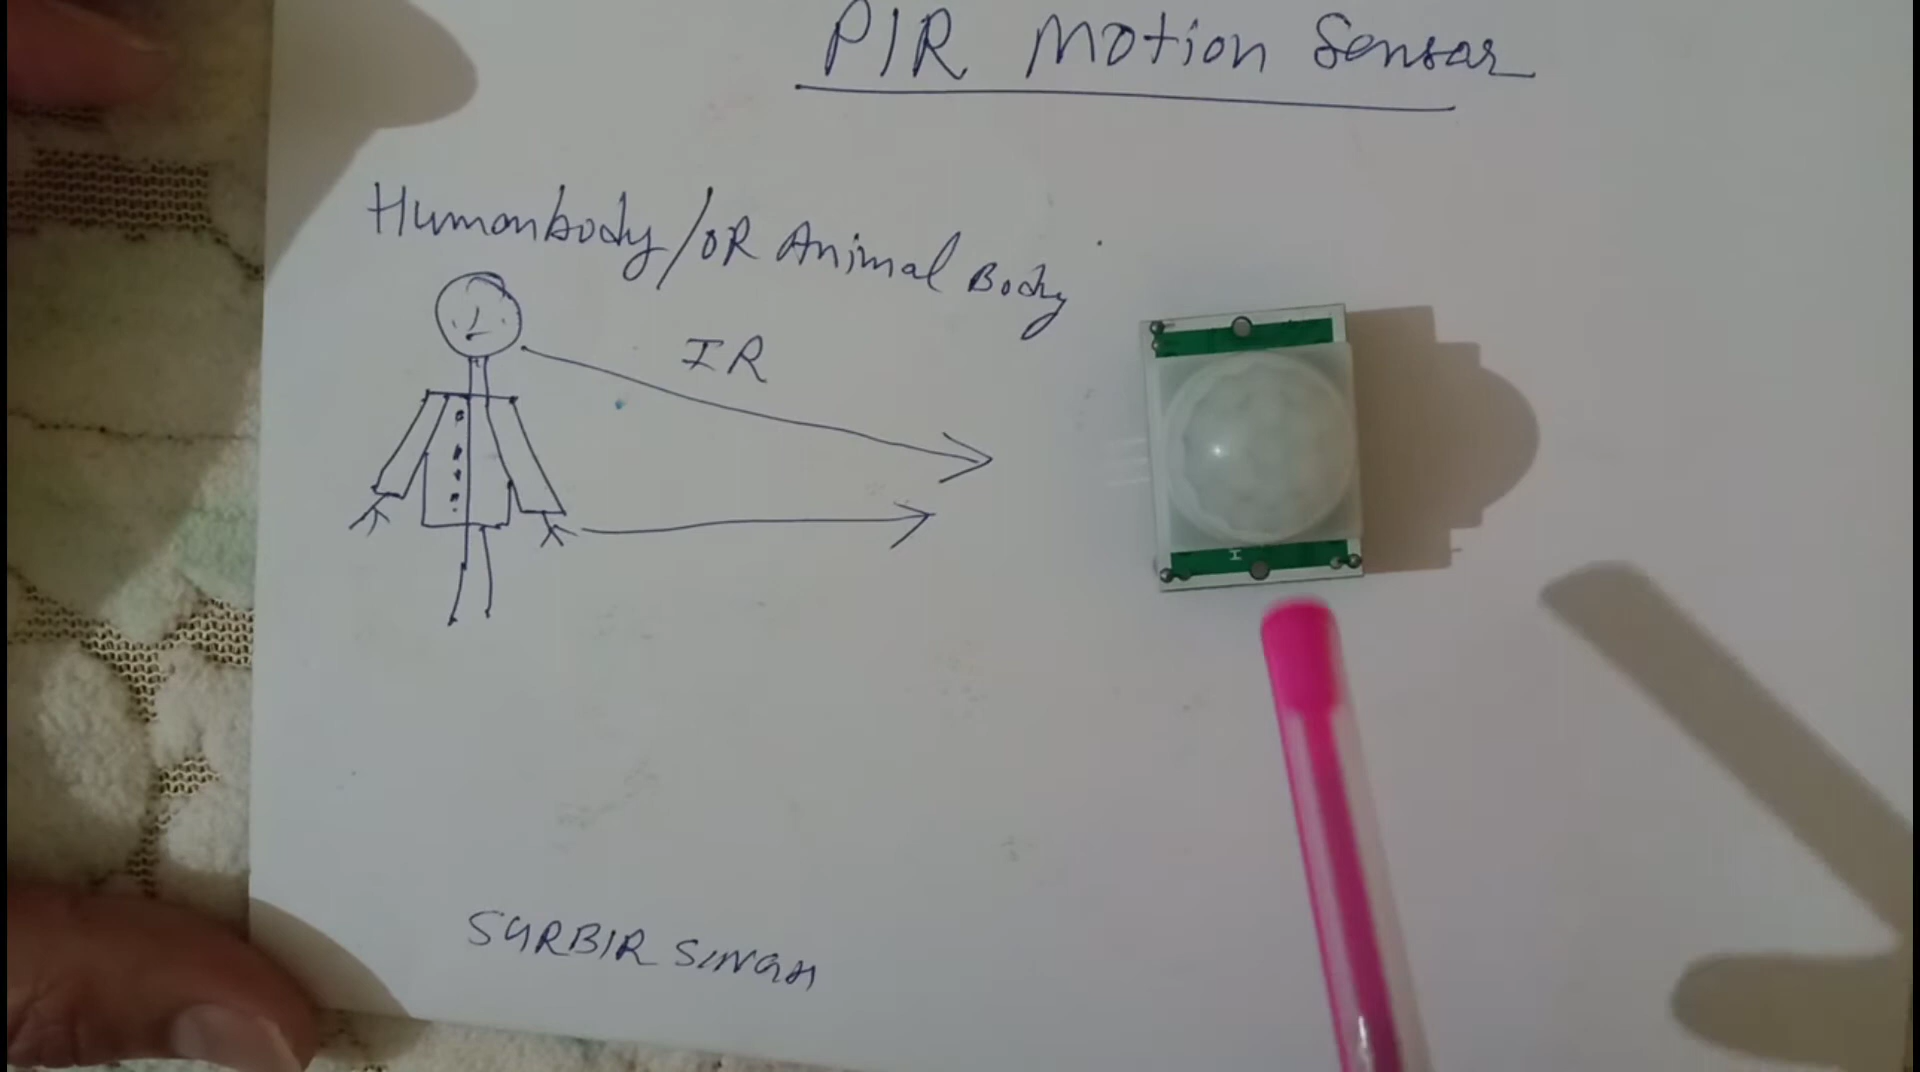 PIR Motion Sensor
Humanbody/OR Animal Body
IR
SURBIR SINGH
H